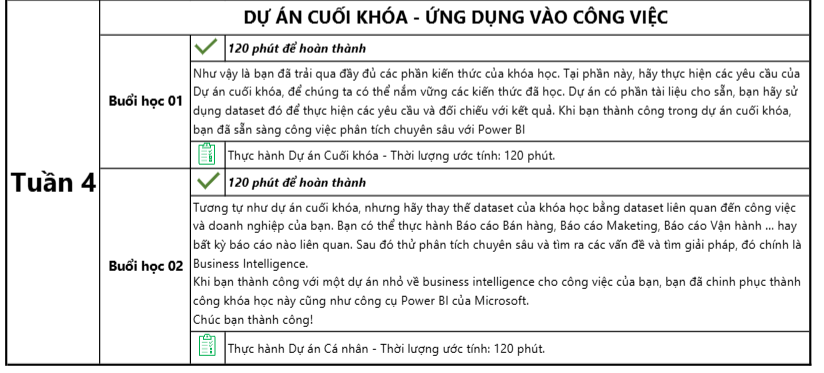 DỰ ÁN CUỐI KHÓA - ỨNG DỤNG VÀO CÔNG VIỆC
Tuần 4
Buổi học 01
120 phút để hoàn thành
Như vậy là bạn đã trải qua đầy đủ các phần kiến thức của khóa học. Tại phần này, hãy thực hiện các yêu cầu của
Dự án cuối khóa, để chúng ta có thể nắm vững các kiến thức đã học. Dự án có phần tài liệu cho sẵn, bạn hãy sử
dụng dataset đó để thực hiện các yêu cầu và đối chiếu với kết quả. Khi bạn thành công trong dự án cuối khóa,
bạn đã sẵn sàng công việc phân tích chuyên sâu với Power BI
Thực hành Dự án Cuối khóa - Thời lượng ước tính: 120 phút.
Buổi học 02
120 phút để hoàn thành
Tương tự như dự án cuối khóa, nhưng hãy thay thế dataset của khóa học bằng dataset liên quan đến công việc
và doanh nghiệp của bạn. Bạn có thể thực hành Báo cáo Bán hàng, Báo cáo Maketing, Báo cáo Vận hành ... hay
bất kỳ báo cáo nào liên quan. Sau đó thử phân tích chuyên sâu và tìm ra các vấn đề và tìm giải pháp, đó chính là
Business Intelligence.
Khi bạn thành công với một dự án nhỏ về business intelligence cho công việc của bạn, bạn đã chinh phục thành
công khóa học này cũng như công cụ Power BI của Microsoft.
Chúc bạn thành công!
Thực hành Dự án Cá nhân - Thời lượng ước tính: 120 phút.